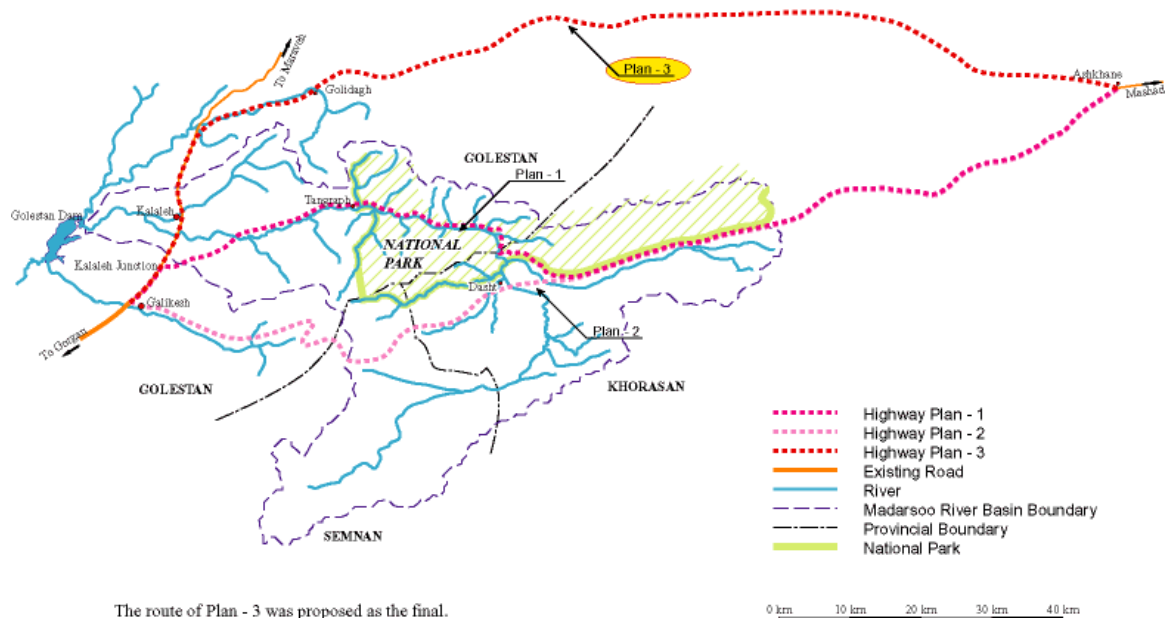 To Maraveh
Plan - 3
Ashkhane
Mashad
Golidagh
GOLESTAN
Plan - 1
Tangraph
Kalaleh
Golestan Dam
NATIONAL
PARK
Kalaleh Junction
Dasht
Galikesh
Plan - 2
To Gorgan
GOLESTAN
KHORASAN
SEMNAN
Highway Plan - 1
Highway Plan - 2
Highway Plan - 3
Existing Road
River
Madarsoo River Basin Boundary
Provincial Boundary
National Park
The route of Plan - 3 was proposed as the final.
0 km 10 km 20 km 30 km 40 km